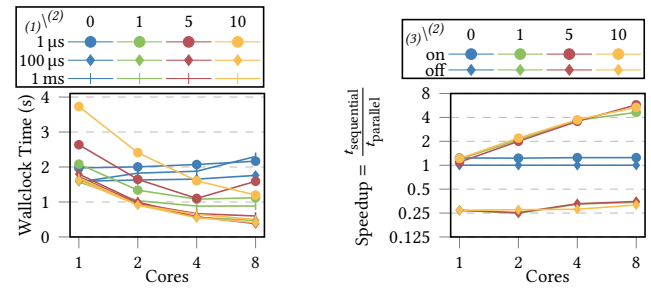 (1)\(2) 0 1 5 10
1 μs
100 μs
1 ms
Wallclock Time (s)
4
3
2
1
0
1 2 4 8
Cores
(3)\(2) 0 1 5 10
on
off
Speedup = t_sequential / t_parallel
8
4
2
1
0.5
0.25
0.125
1 2 4 8
Cores